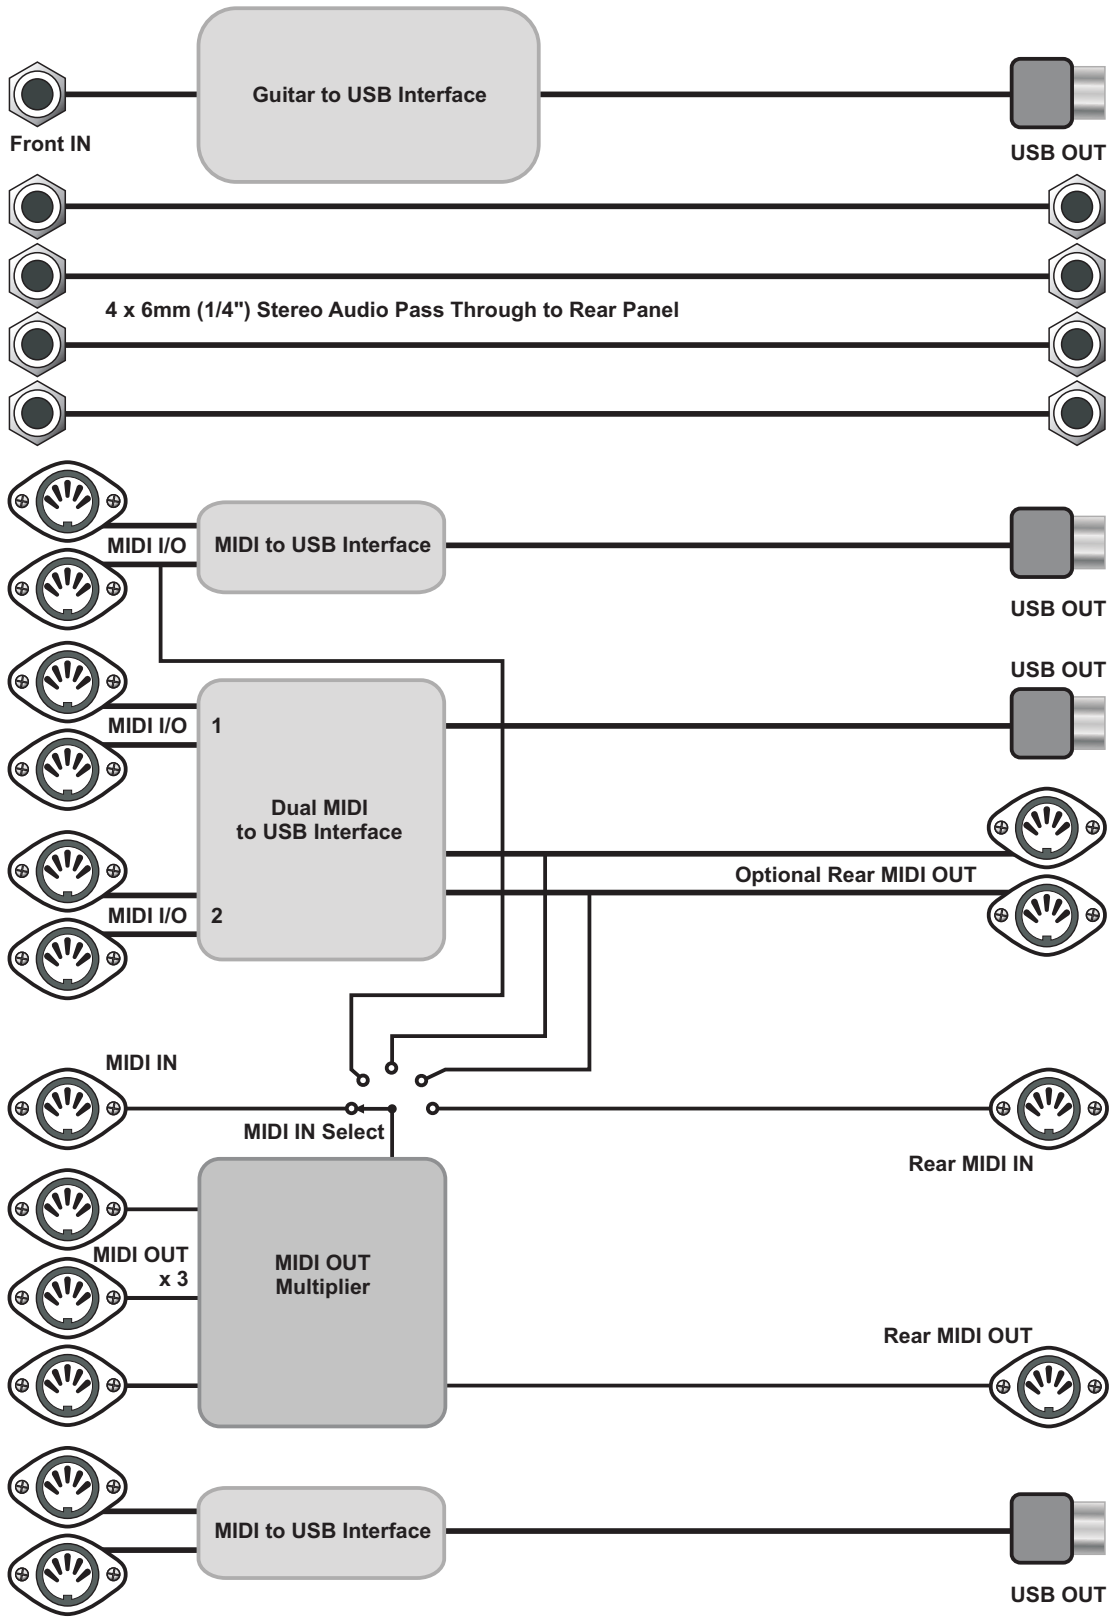 Guitar to USB Interface
Front IN
USB OUT
4 x 6mm (1/4") Stereo Audio Pass Through to Rear Panel
MIDI I/O
MIDI to USB Interface
USB OUT
USB OUT
MIDI I/O
1
Dual MIDI
to USB Interface
Optional Rear MIDI OUT
MIDI I/O
2
MIDI IN
MIDI IN Select
Rear MIDI IN
MIDI OUT
x 3
MIDI OUT
Multiplier
Rear MIDI OUT
MIDI to USB Interface
USB OUT